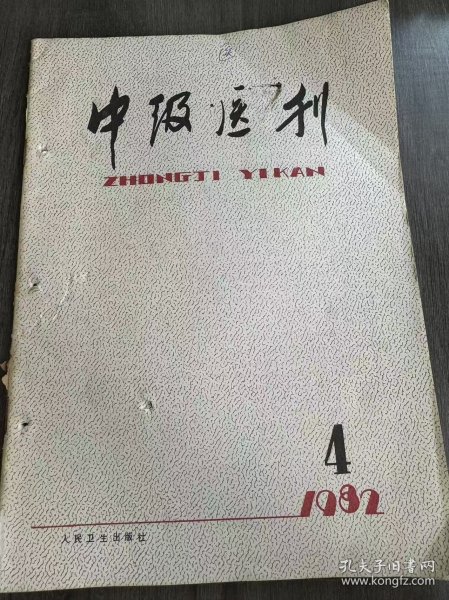 中级医刊
ZHONGJI YIKAN
4
1982
人民卫生出版社
孔夫子旧书网
www.kongfz.com